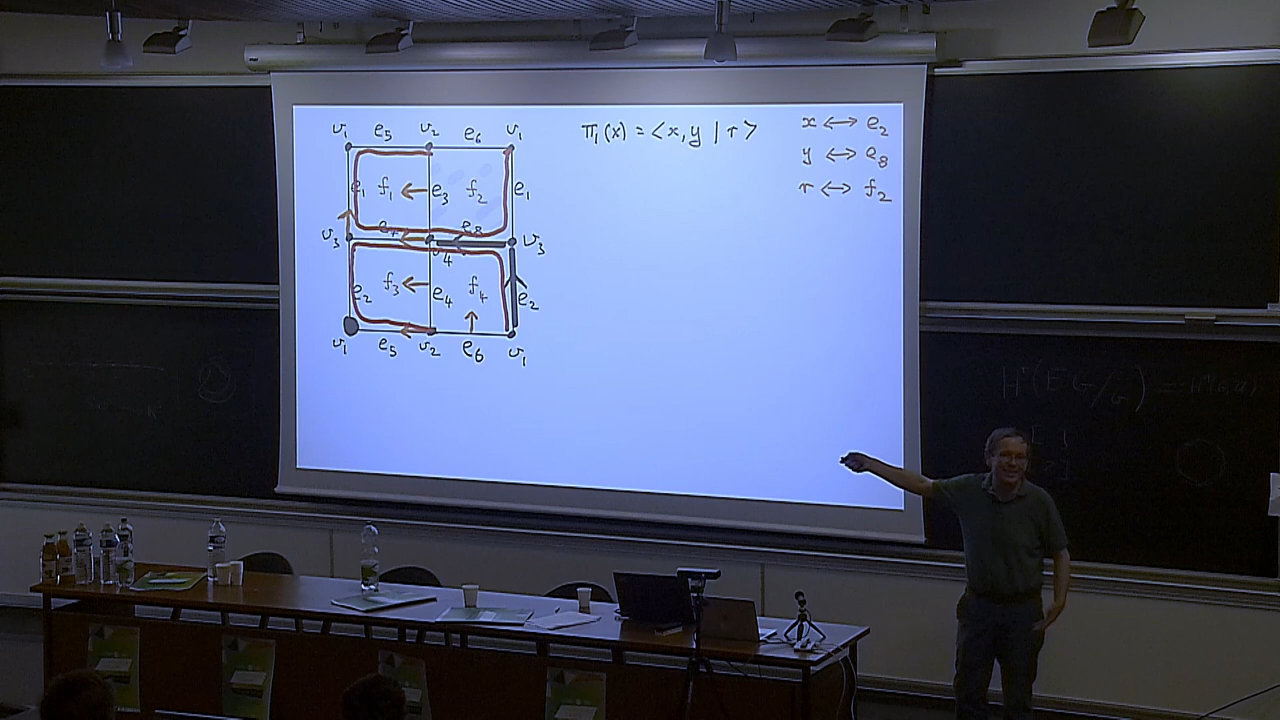 v₁ e₅ v₂ e₆ v₁
e₁ f₁ e₃ f₂ e₁
v₃ e₇ v₄ e₈ v₃
e₂ f₃ e₄ f₄ e₂
v₁ e₅ v₂ e₆ v₁
π₁(x) = <x, y | r>
x ↔ e₂
y ↔ e₈
r ↔ f₂